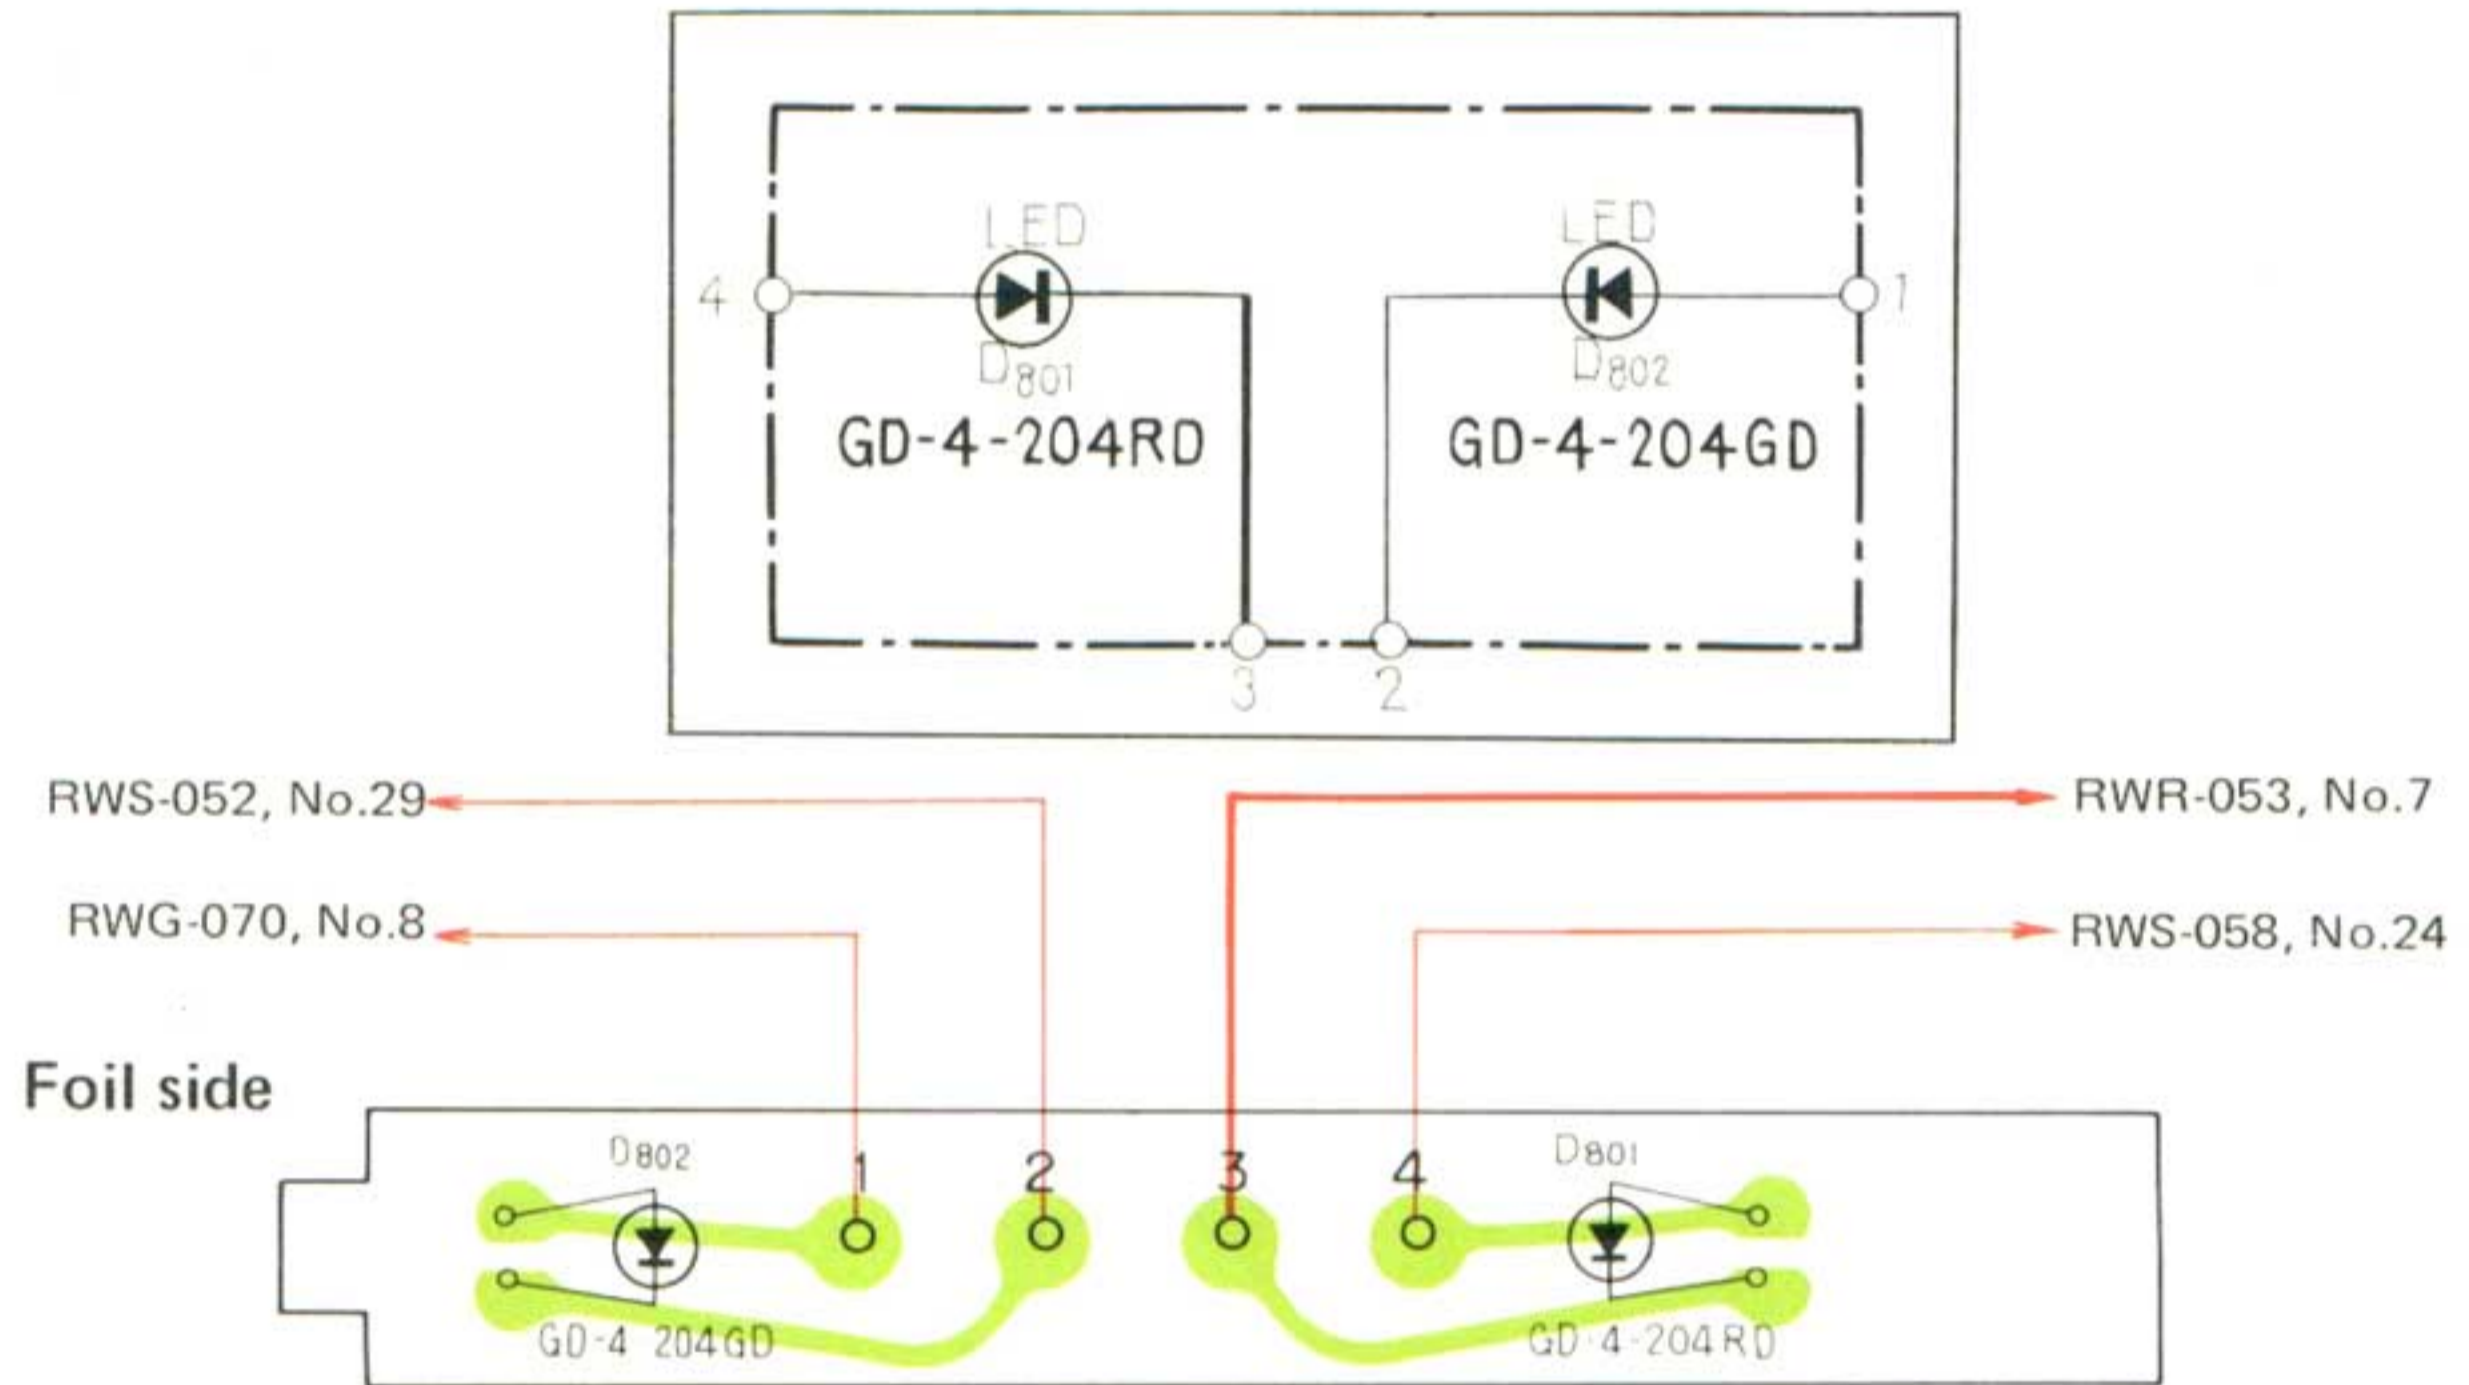 LED LED
4 1
D801 D802
GD-4-204RD GD-4-204GD
3 2
RWS-052, No.29 RWR-053, No.7
RWG-070, No.8 RWS-058, No.24
Foil side
D802 1 2 3 4 D801
GD-4 204GD GD-4-204RD